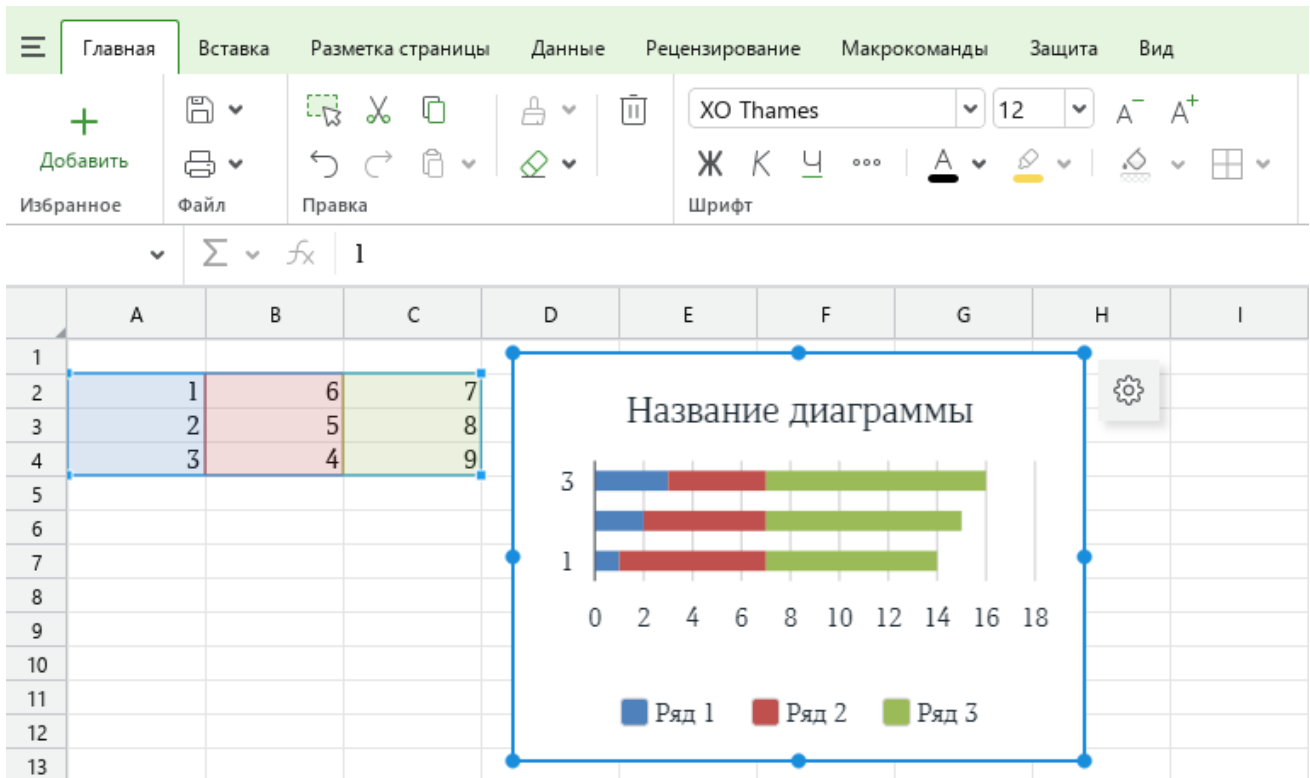 Главная Вставка Разметка страницы Данные Рецензирование Макрокоманды Защита Вид
XO Thames 12 A¯ A⁺
Добавить Ж К Ч А
Избранное Файл Правка Шрифт
Σ fx 1
A B C D E F G H I
1
2 1 6 7
3 2 5 8
4 3 4 9
5
6
7
8
9
10
11
12
13
Название диаграммы
3
1
0 2 4 6 8 10 12 14 16 18
Ряд 1 Ряд 2 Ряд 3